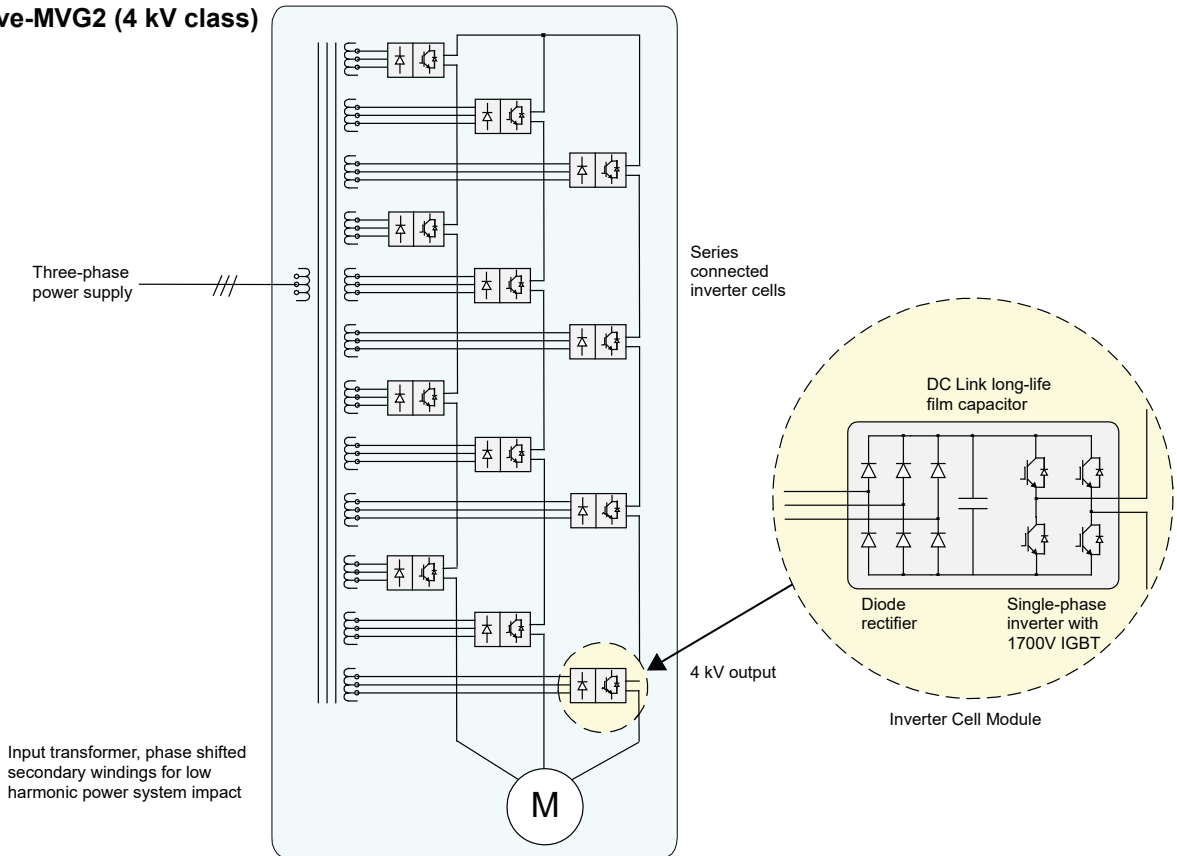 ve-MVG2 (4 kV class)
Three-phase
power supply
Series
connected
inverter cells
DC Link long-life
film capacitor
Diode
rectifier
Single-phase
inverter with
1700V IGBT
4 kV output
Inverter Cell Module
Input transformer, phase shifted
secondary windings for low
harmonic power system impact
M